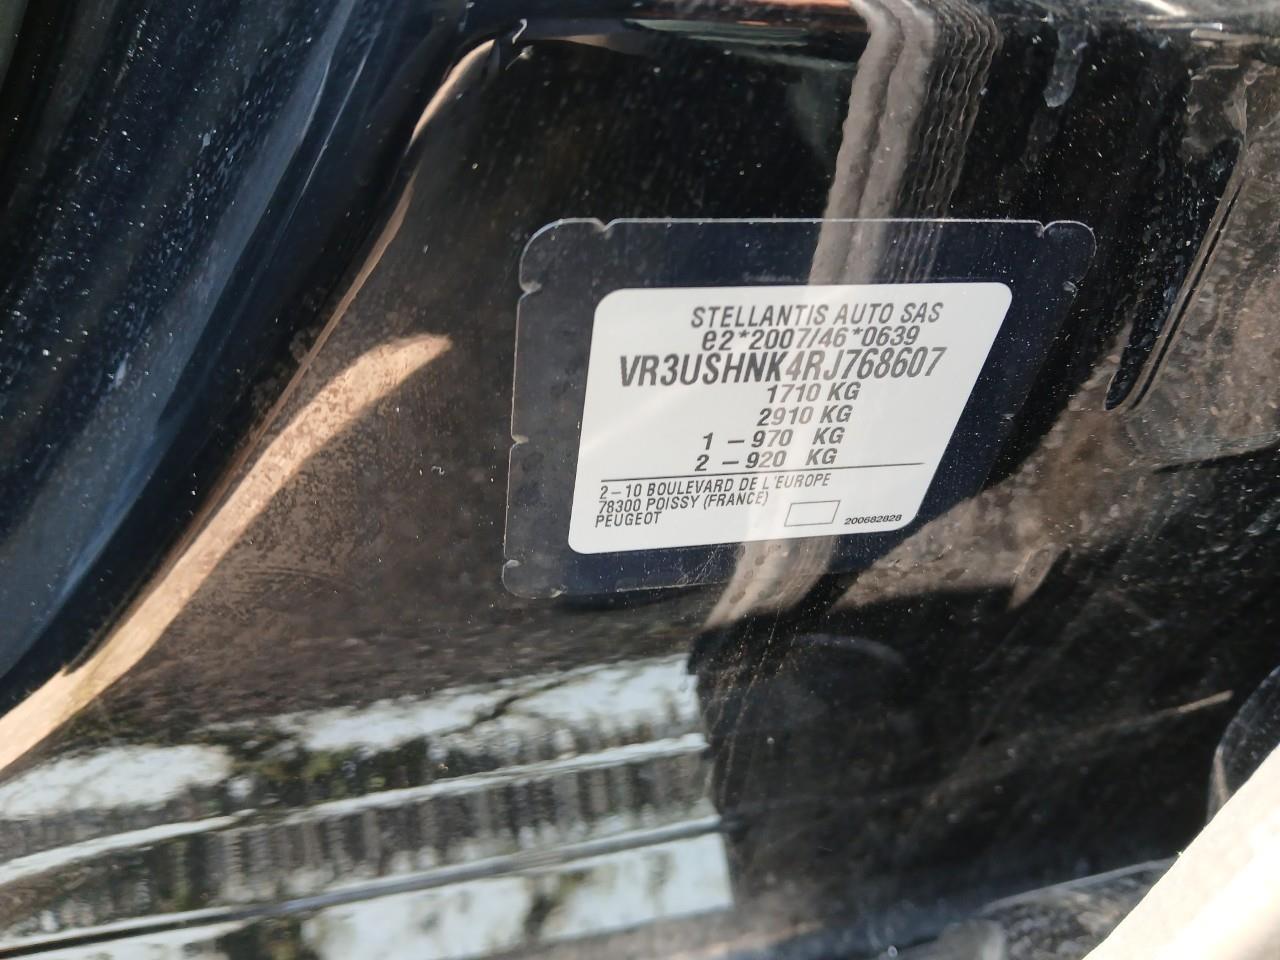 STELLANTIS AUTO SAS
e2*2007/46*0639
VR3USHNK4RJ768607
1710 KG
2910 KG
1 – 970 KG
2 – 920 KG
2-10 BOULEVARD DE L'EUROPE
78300 POISSY (FRANCE)
PEUGEOT
200682828